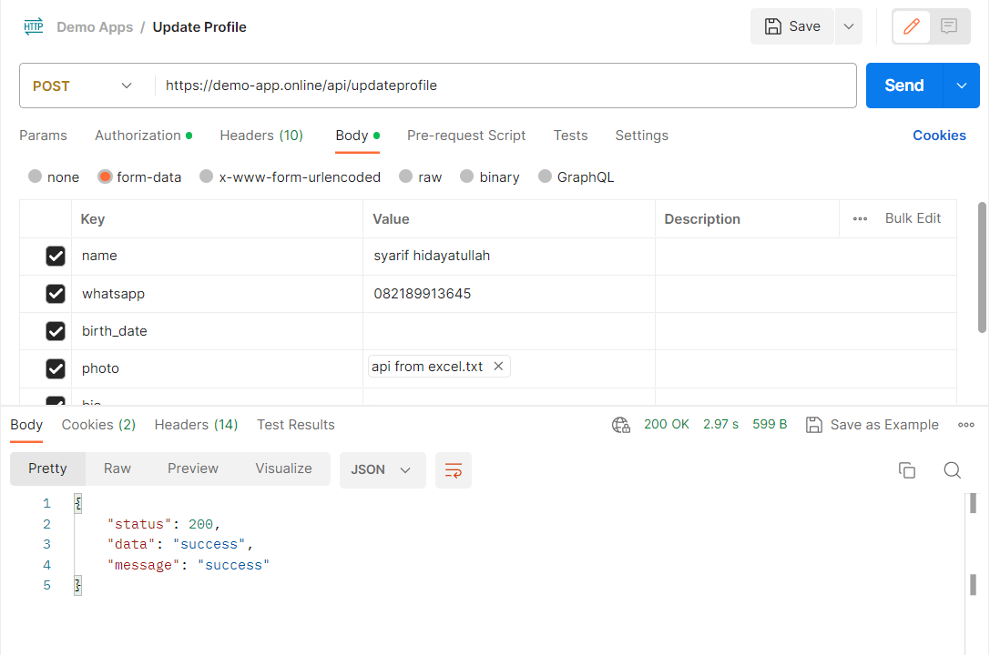 HTTP Demo Apps / Update Profile Save
POST https://demo-app.online/api/updateprofile Send
Params Authorization Headers (10) Body Pre-request Script Tests Settings Cookies
none form-data x-www-form-urlencoded raw binary GraphQL
Key Value Description Bulk Edit
name syarif hidayatullah
whatsapp 082189913645
birth_date
photo api from excel.txt
Body Cookies (2) Headers (14) Test Results 200 OK 2.97 s 599 B Save as Example
Pretty Raw Preview Visualize JSON
1 {
2 "status": 200,
3 "data": "success",
4 "message": "success"
5 }